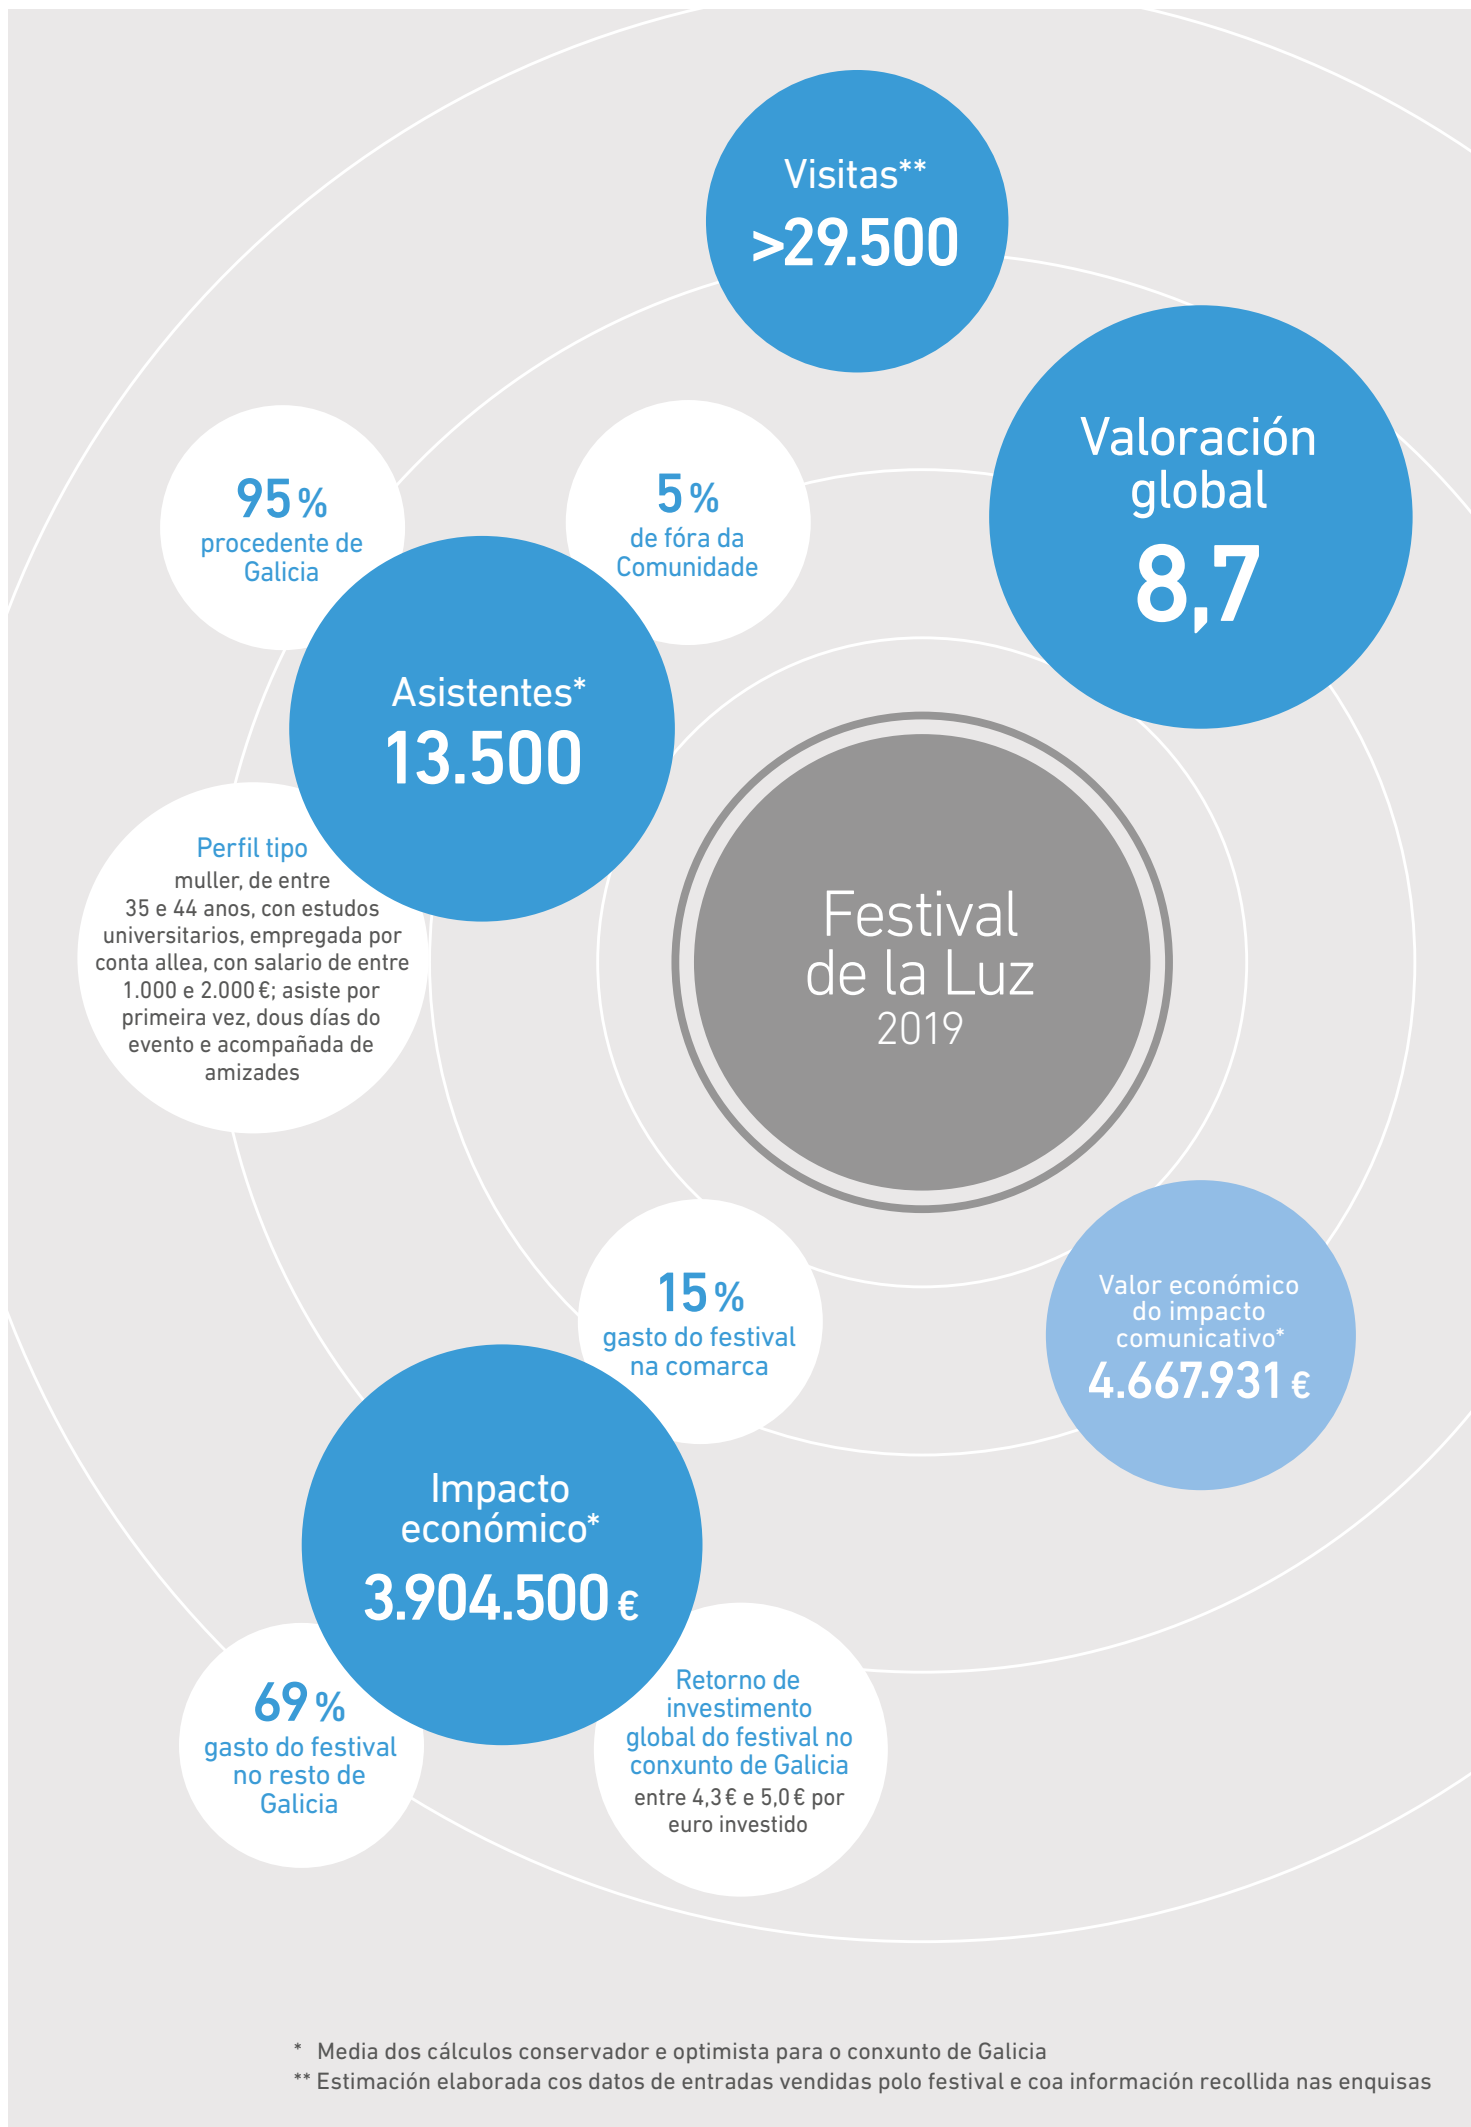 Visitas**
>29.500
Valoración
global
8,7
95 %
procedente de
Galicia
5 %
de fóra da
Comunidade
Asistentes*
13.500
Perfil tipo
muller, de entre
35 e 44 anos, con estudos
universitarios, empregada por
conta allea, con salario de entre
1.000 e 2.000 €; asiste por
primeira vez, dous días do
evento e acompañada de
amizades
Festival
de la Luz
2019
15 %
gasto do festival
na comarca
Valor económico
do impacto
comunicativo*
4.667.931 €
Impacto
económico*
3.904.500 €
69 %
gasto do festival
no resto de
Galicia
Retorno de
investimento
global do festival no
conxunto de Galicia
entre 4,3 € e 5,0 € por
euro investido
* Media dos cálculos conservador e optimista para o conxunto de Galicia
** Estimación elaborada cos datos de entradas vendidas polo festival e coa información recollida nas enquisas